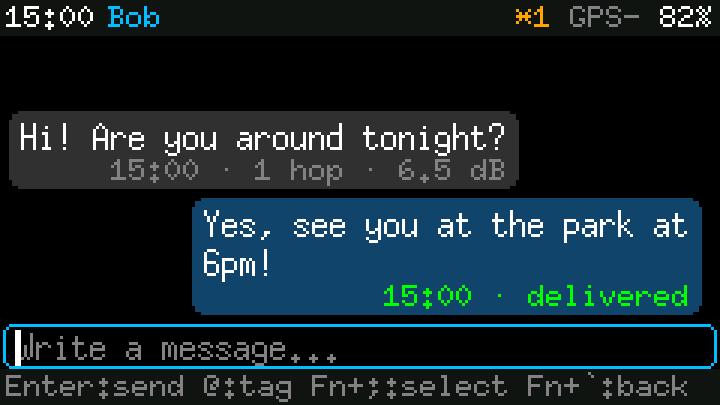 15:00 Bob ⌘1 GPS- 82%
Hi! Are you around tonight?
15:00 · 1 hop · 6.5 dB
Yes, see you at the park at
6pm!
15:00 · delivered
Write a message...
Enter:send @:tag Fn+;:select Fn+`:back